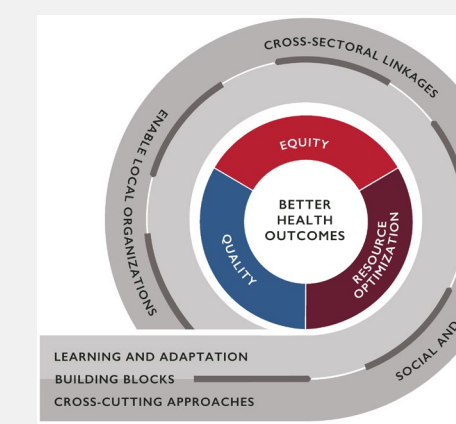 CROSS-SECTORAL LINKAGES
ENABLE LOCAL ORGANIZATIONS
EQUITY
BETTER
HEALTH
OUTCOMES
QUALITY
RESOURCE
OPTIMIZATION
SOCIAL AND
LEARNING AND ADAPTATION
BUILDING BLOCKS
CROSS-CUTTING APPROACHES